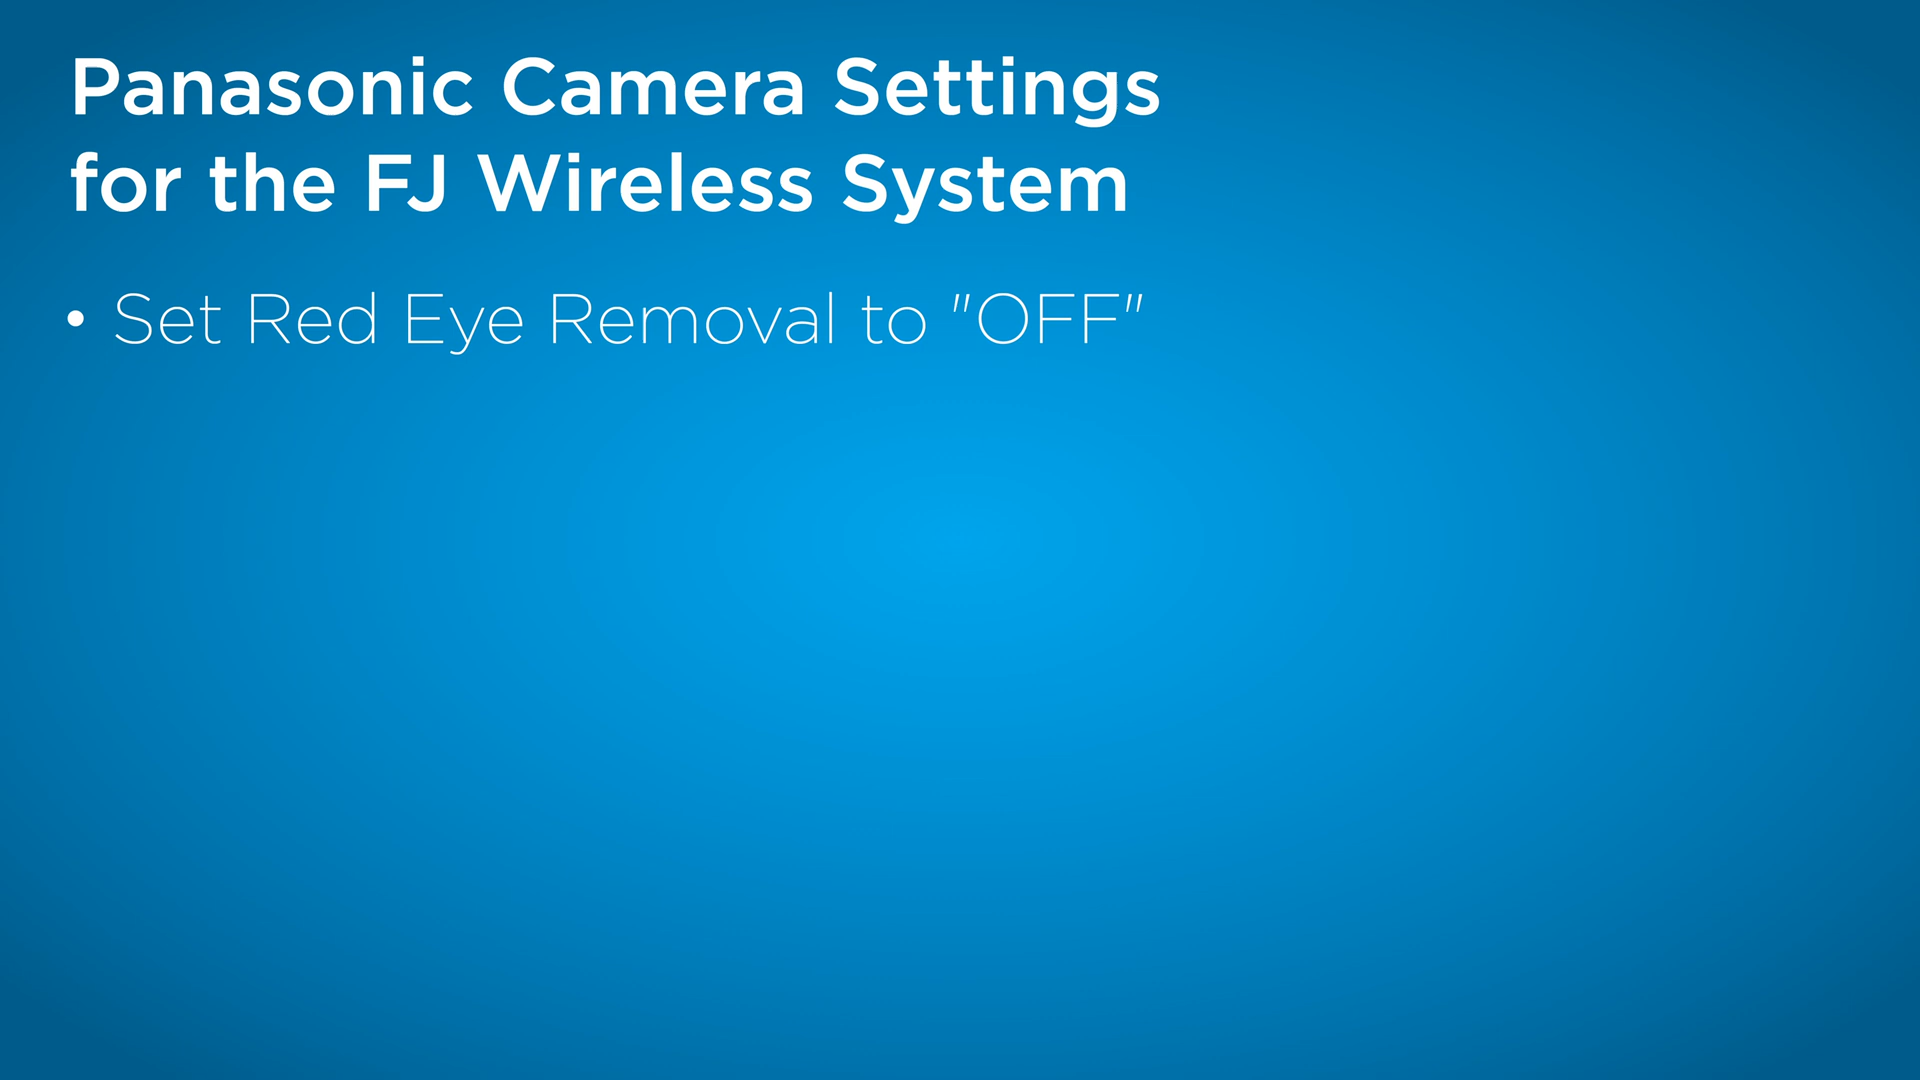 Panasonic Camera Settings
for the FJ Wireless System
• Set Red Eye Removal to "OFF"